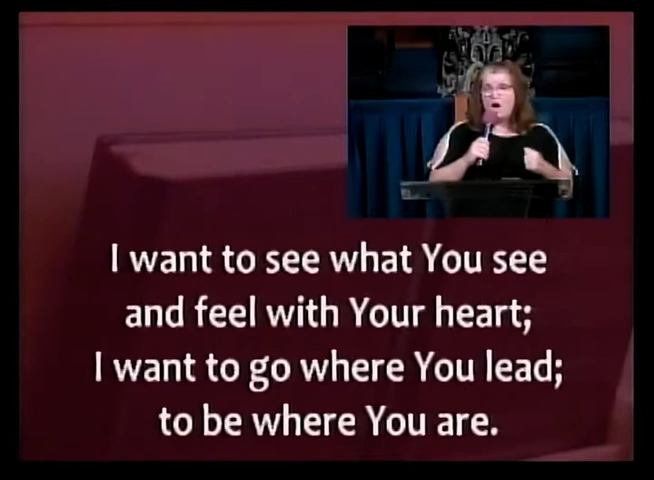 I want to see what You see
and feel with Your heart;
I want to go where You lead;
to be where You are.